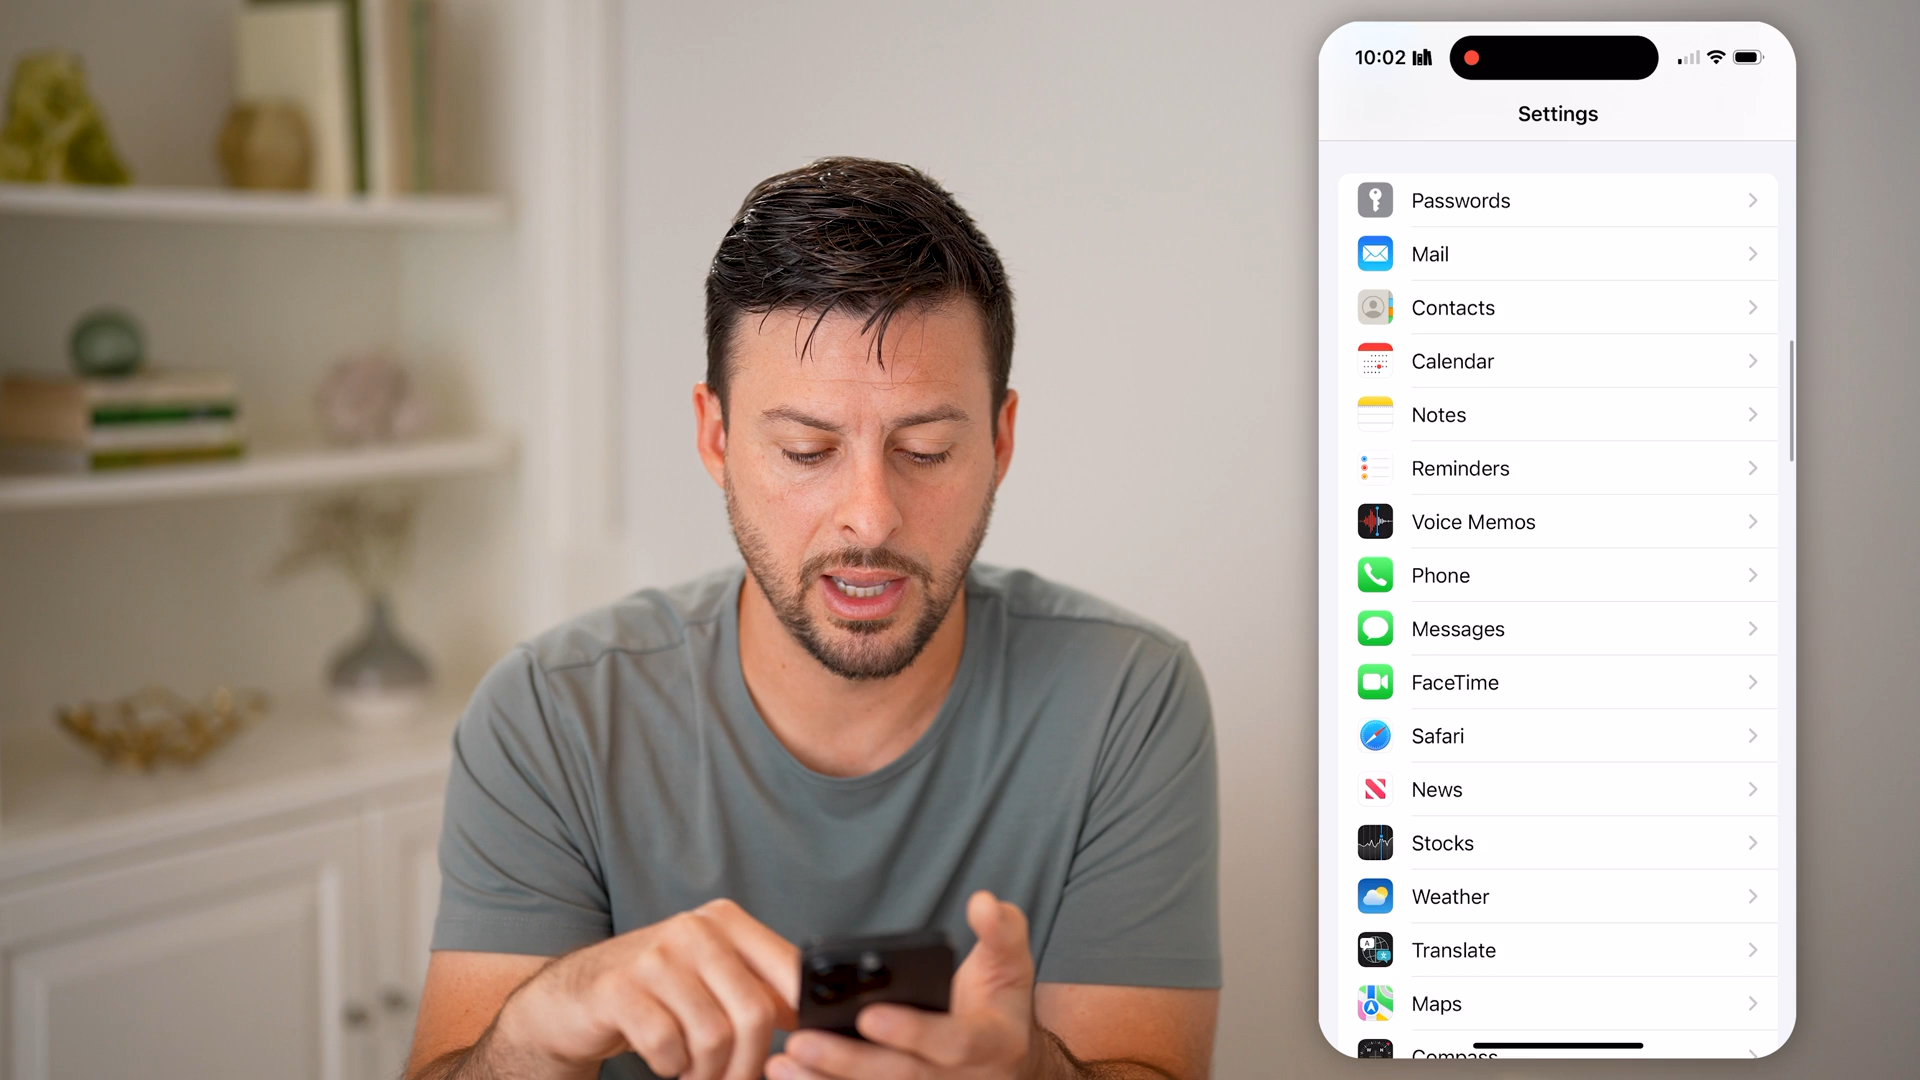 10:02
Settings
Passwords
Mail
Contacts
Calendar
Notes
Reminders
Voice Memos
Phone
Messages
FaceTime
Safari
News
Stocks
Weather
Translate
Maps
Compass